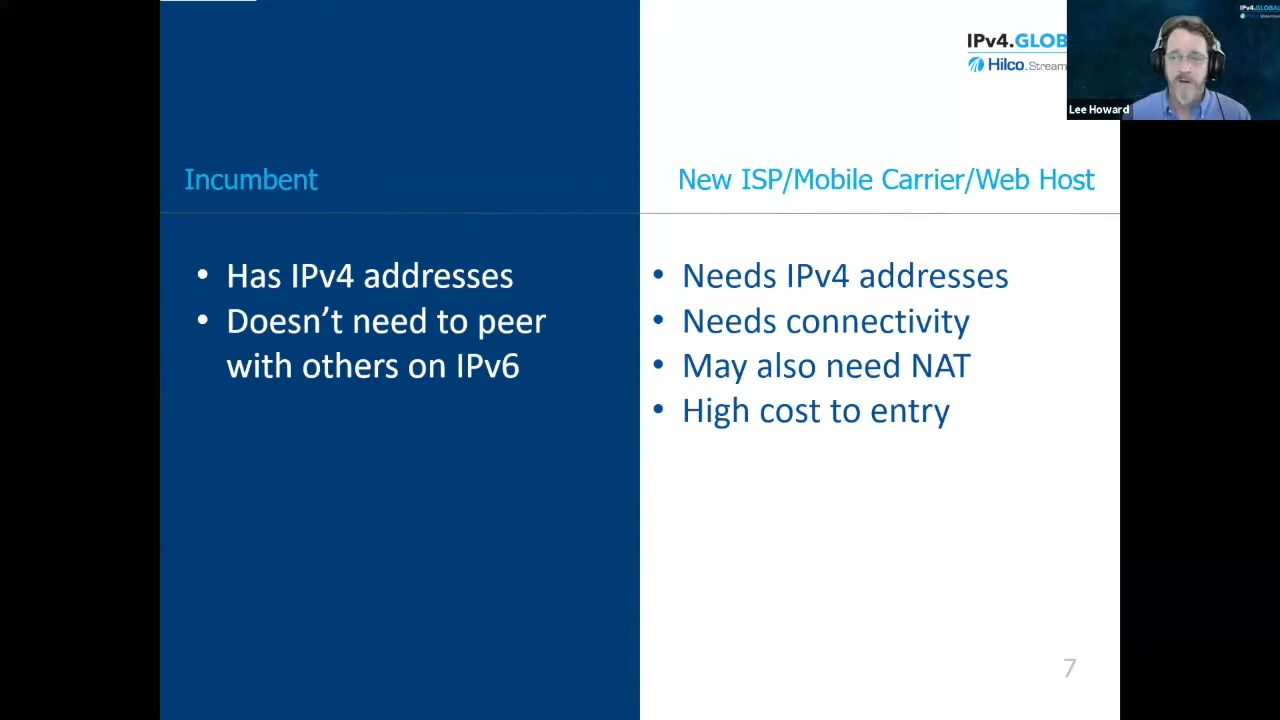 IPv4.GLOB
Hilco Stream
IPv4.GLOBAL
Lee Howard
Incumbent
New ISP/Mobile Carrier/Web Host
• Has IPv4 addresses
• Doesn’t need to peer
with others on IPv6
• Needs IPv4 addresses
• Needs connectivity
• May also need NAT
• High cost to entry
7